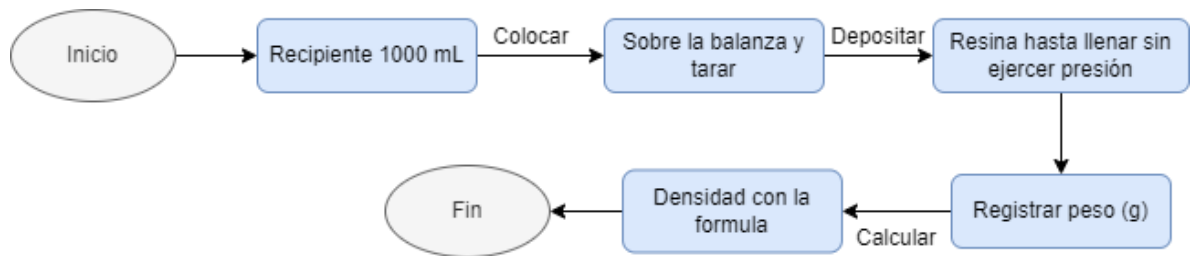 Inicio
Recipiente 1000 mL
Colocar
Sobre la balanza y
tarar
Depositar
Resina hasta llenar sin
ejercer presión
Registrar peso (g)
Calcular
Densidad con la
formula
Fin